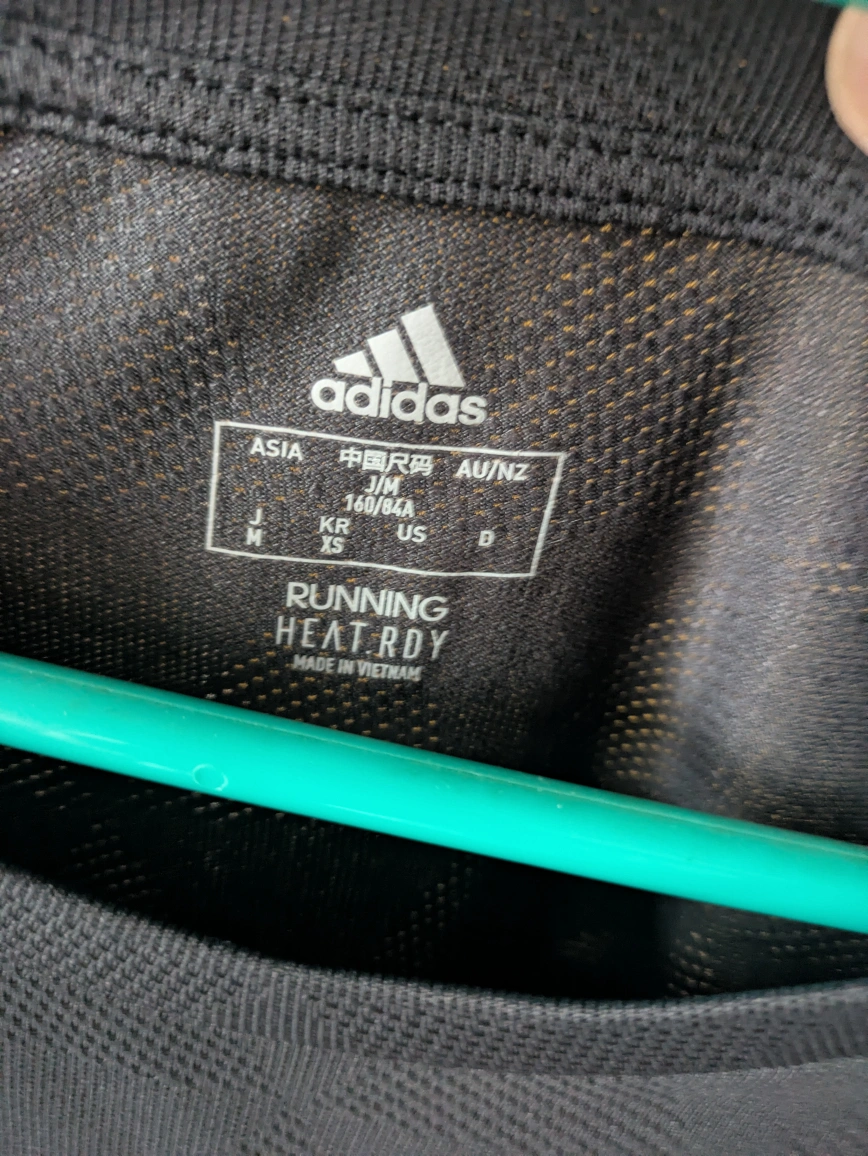 adidas
ASIA 中国尺码 AU/NZ
J/M
160/84A
J KR US D
M XS
RUNNING
HEAT.RDY
MADE IN VIETNAM